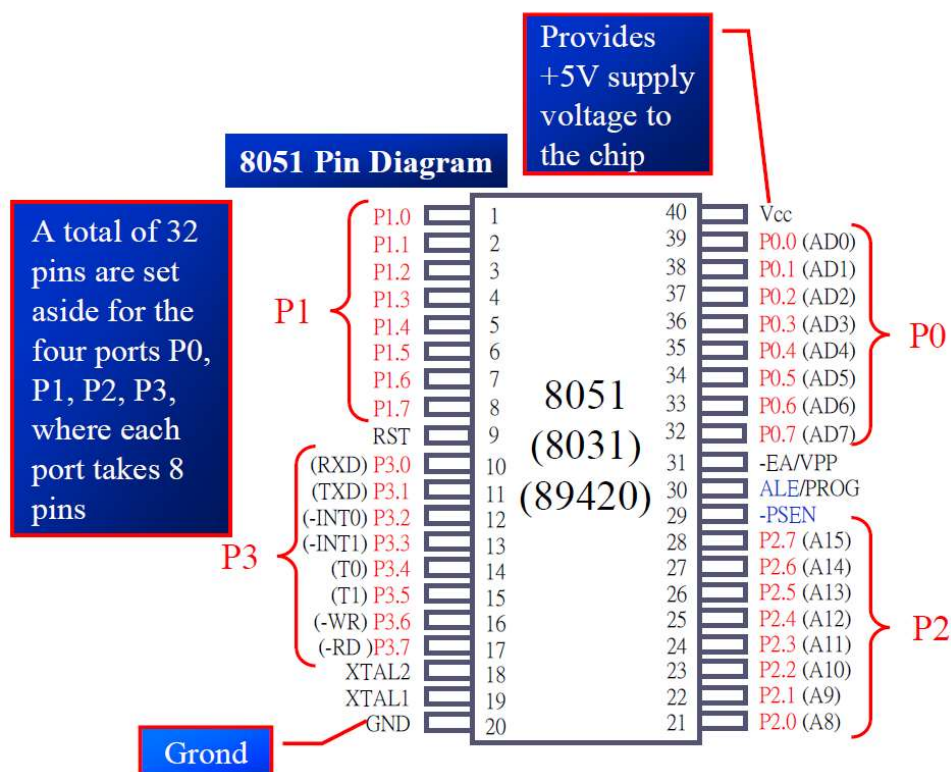 Provides
+5V supply
voltage to
the chip
8051 Pin Diagram
A total of 32
pins are set
aside for the
four ports P0,
P1, P2, P3,
where each
port takes 8
pins
P1
P1.0 1
P1.1 2
P1.2 3
P1.3 4
P1.4 5
P1.5 6
P1.6 7
P1.7 8
RST 9
P3
(RXD) P3.0 10
(TXD) P3.1 11
(-INT0) P3.2 12
(-INT1) P3.3 13
(T0) P3.4 14
(T1) P3.5 15
(-WR) P3.6 16
(-RD )P3.7 17
XTAL2 18
XTAL1 19
GND 20
Grond
8051
(8031)
(89420)
40 Vcc
39 P0.0 (AD0)
38 P0.1 (AD1)
37 P0.2 (AD2)
36 P0.3 (AD3)
35 P0.4 (AD4)
34 P0.5 (AD5)
33 P0.6 (AD6)
32 P0.7 (AD7)
P0
31 -EA/VPP
30 ALE/PROG
29 -PSEN
28 P2.7 (A15)
27 P2.6 (A14)
26 P2.5 (A13)
25 P2.4 (A12)
24 P2.3 (A11)
23 P2.2 (A10)
22 P2.1 (A9)
21 P2.0 (A8)
P2